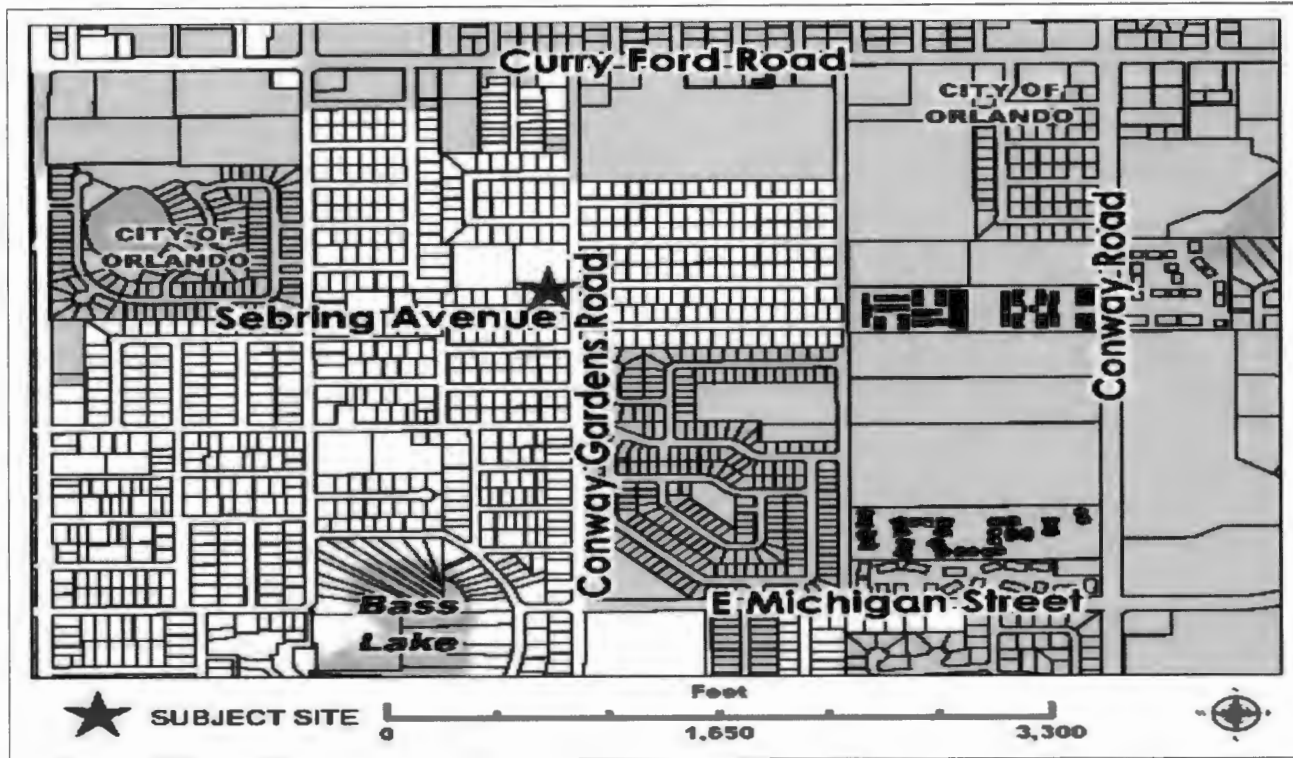 Curry Ford Road
CITY OF
ORLANDO
CITY OF
ORLANDO
Sebring Avenue
Conway Gardens Road
Conway Road
Bass
Lake
E Michigan Street
SUBJECT SITE
Feet
0
1,650
3,300